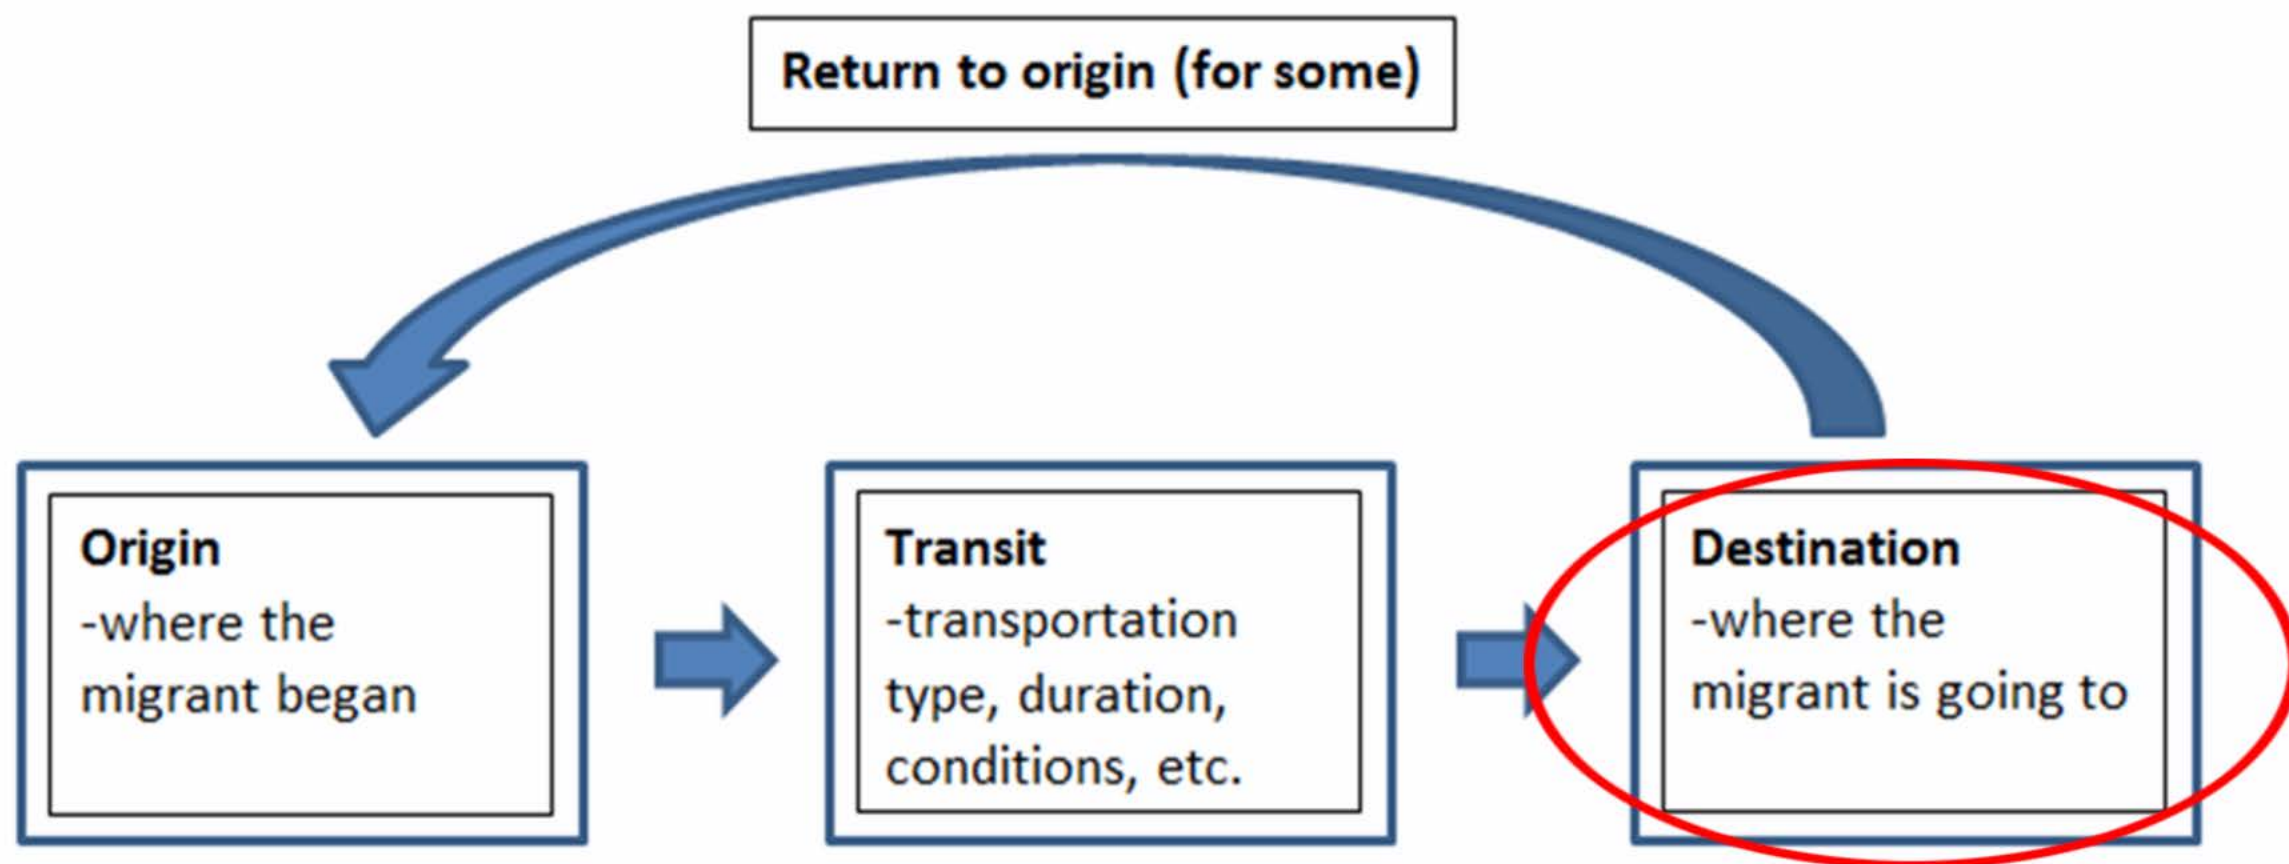 Return to origin (for some)
Origin
-where the
migrant began
Transit
-transportation
type, duration,
conditions, etc.
Destination
-where the
migrant is going to